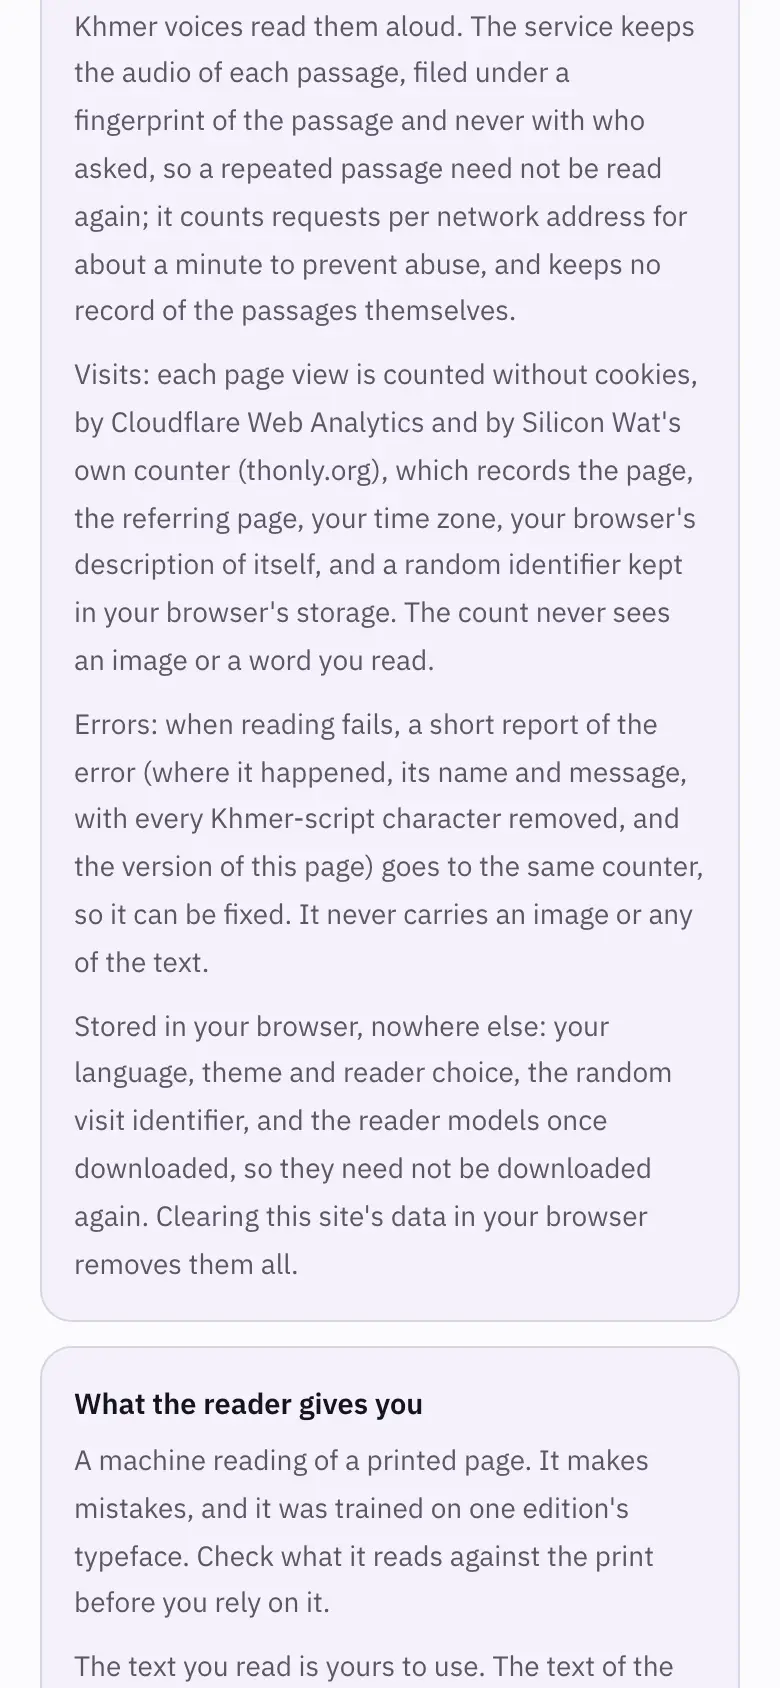 Khmer voices read them aloud. The service keeps
the audio of each passage, filed under a
fingerprint of the passage and never with who
asked, so a repeated passage need not be read
again; it counts requests per network address for
about a minute to prevent abuse, and keeps no
record of the passages themselves.
Visits: each page view is counted without cookies,
by Cloudflare Web Analytics and by Silicon Wat's
own counter (thonly.org), which records the page,
the referring page, your time zone, your browser's
description of itself, and a random identifier kept
in your browser's storage. The count never sees
an image or a word you read.
Errors: when reading fails, a short report of the
error (where it happened, its name and message,
with every Khmer-script character removed, and
the version of this page) goes to the same counter,
so it can be fixed. It never carries an image or any
of the text.
Stored in your browser, nowhere else: your
language, theme and reader choice, the random
visit identifier, and the reader models once
downloaded, so they need not be downloaded
again. Clearing this site's data in your browser
removes them all.
What the reader gives you
A machine reading of a printed page. It makes
mistakes, and it was trained on one edition's
typeface. Check what it reads against the print
before you rely on it.
The text you read is yours to use. The text of the